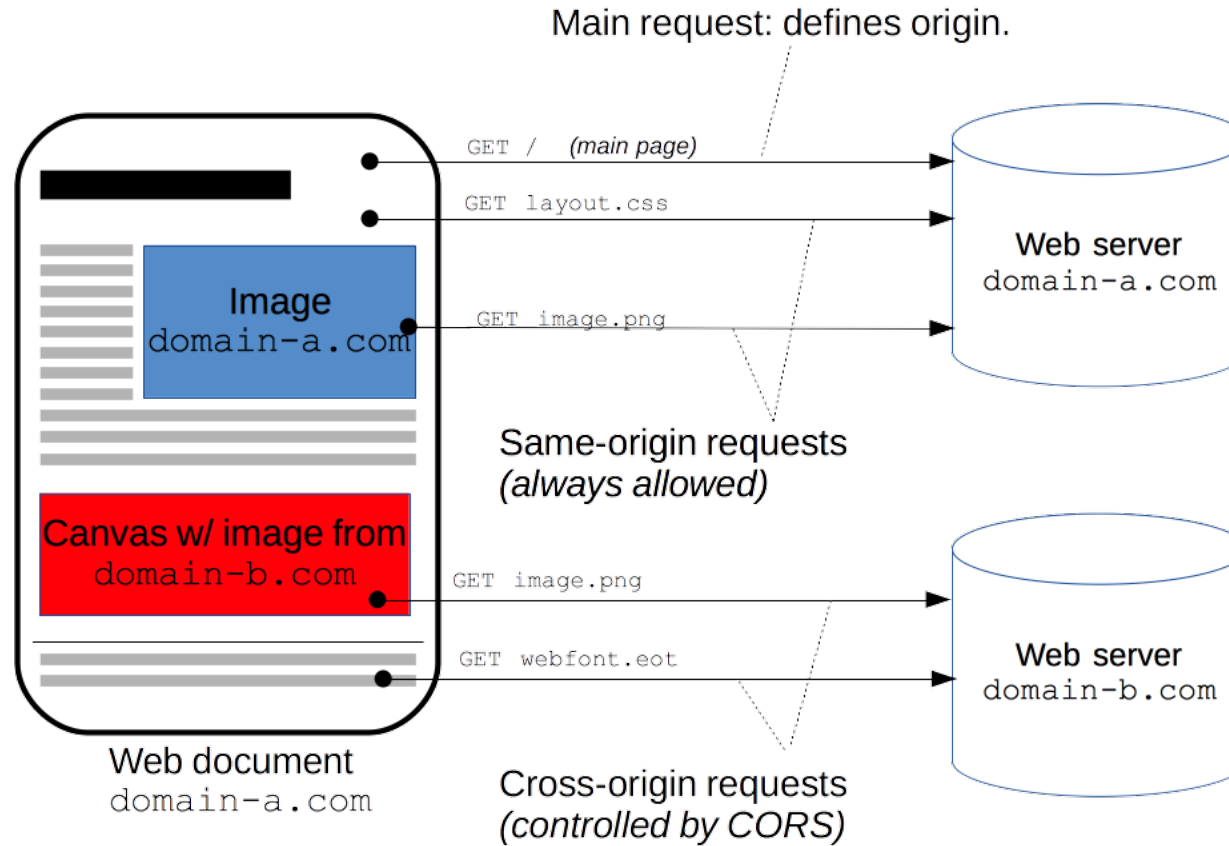 Main request: defines origin.
GET / (main page)
GET layout.css
Web server
domain-a.com
Image
domain-a.com
GET image.png
Same-origin requests
(always allowed)
Canvas w/ image from
domain-b.com
GET image.png
GET webfont.eot
Web server
domain-b.com
Web document
domain-a.com
Cross-origin requests
(controlled by CORS)